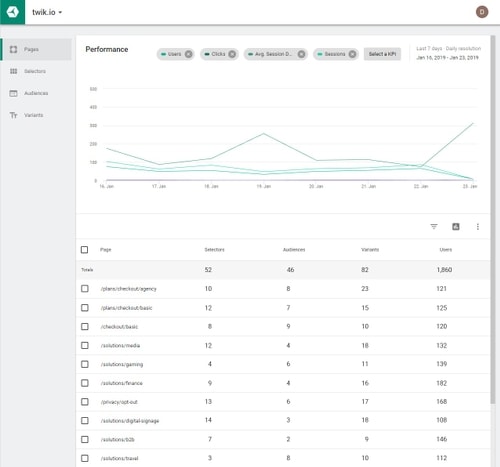 twik.io
D
Pages
Selectors
Audiences
Variants
Performance
Users
Clicks
Avg. Session D...
Sessions
Select a KPI
Last 7 days · Daily resolution
Jan 16, 2019 - Jan 23, 2019
500
400
300
200
100
0
16. Jan 17. Jan 18. Jan 19. Jan 20. Jan 21. Jan 22. Jan 23. Jan
Page Selectors Audiences Variants Users
Totals 52 46 82 1,860
/plans/checkout/agency 10 8 23 121
/plans/checkout/basic 12 7 15 125
/checkout/basic 8 9 10 120
/solutions/media 12 4 18 132
/solutions/gaming 4 6 11 139
/solutions/finance 9 4 16 182
/privacy/opt-out 13 6 17 168
/solutions/digital-signage 14 3 18 108
/solutions/b2b 7 2 9 146
/solutions/travel 3 8 10 112